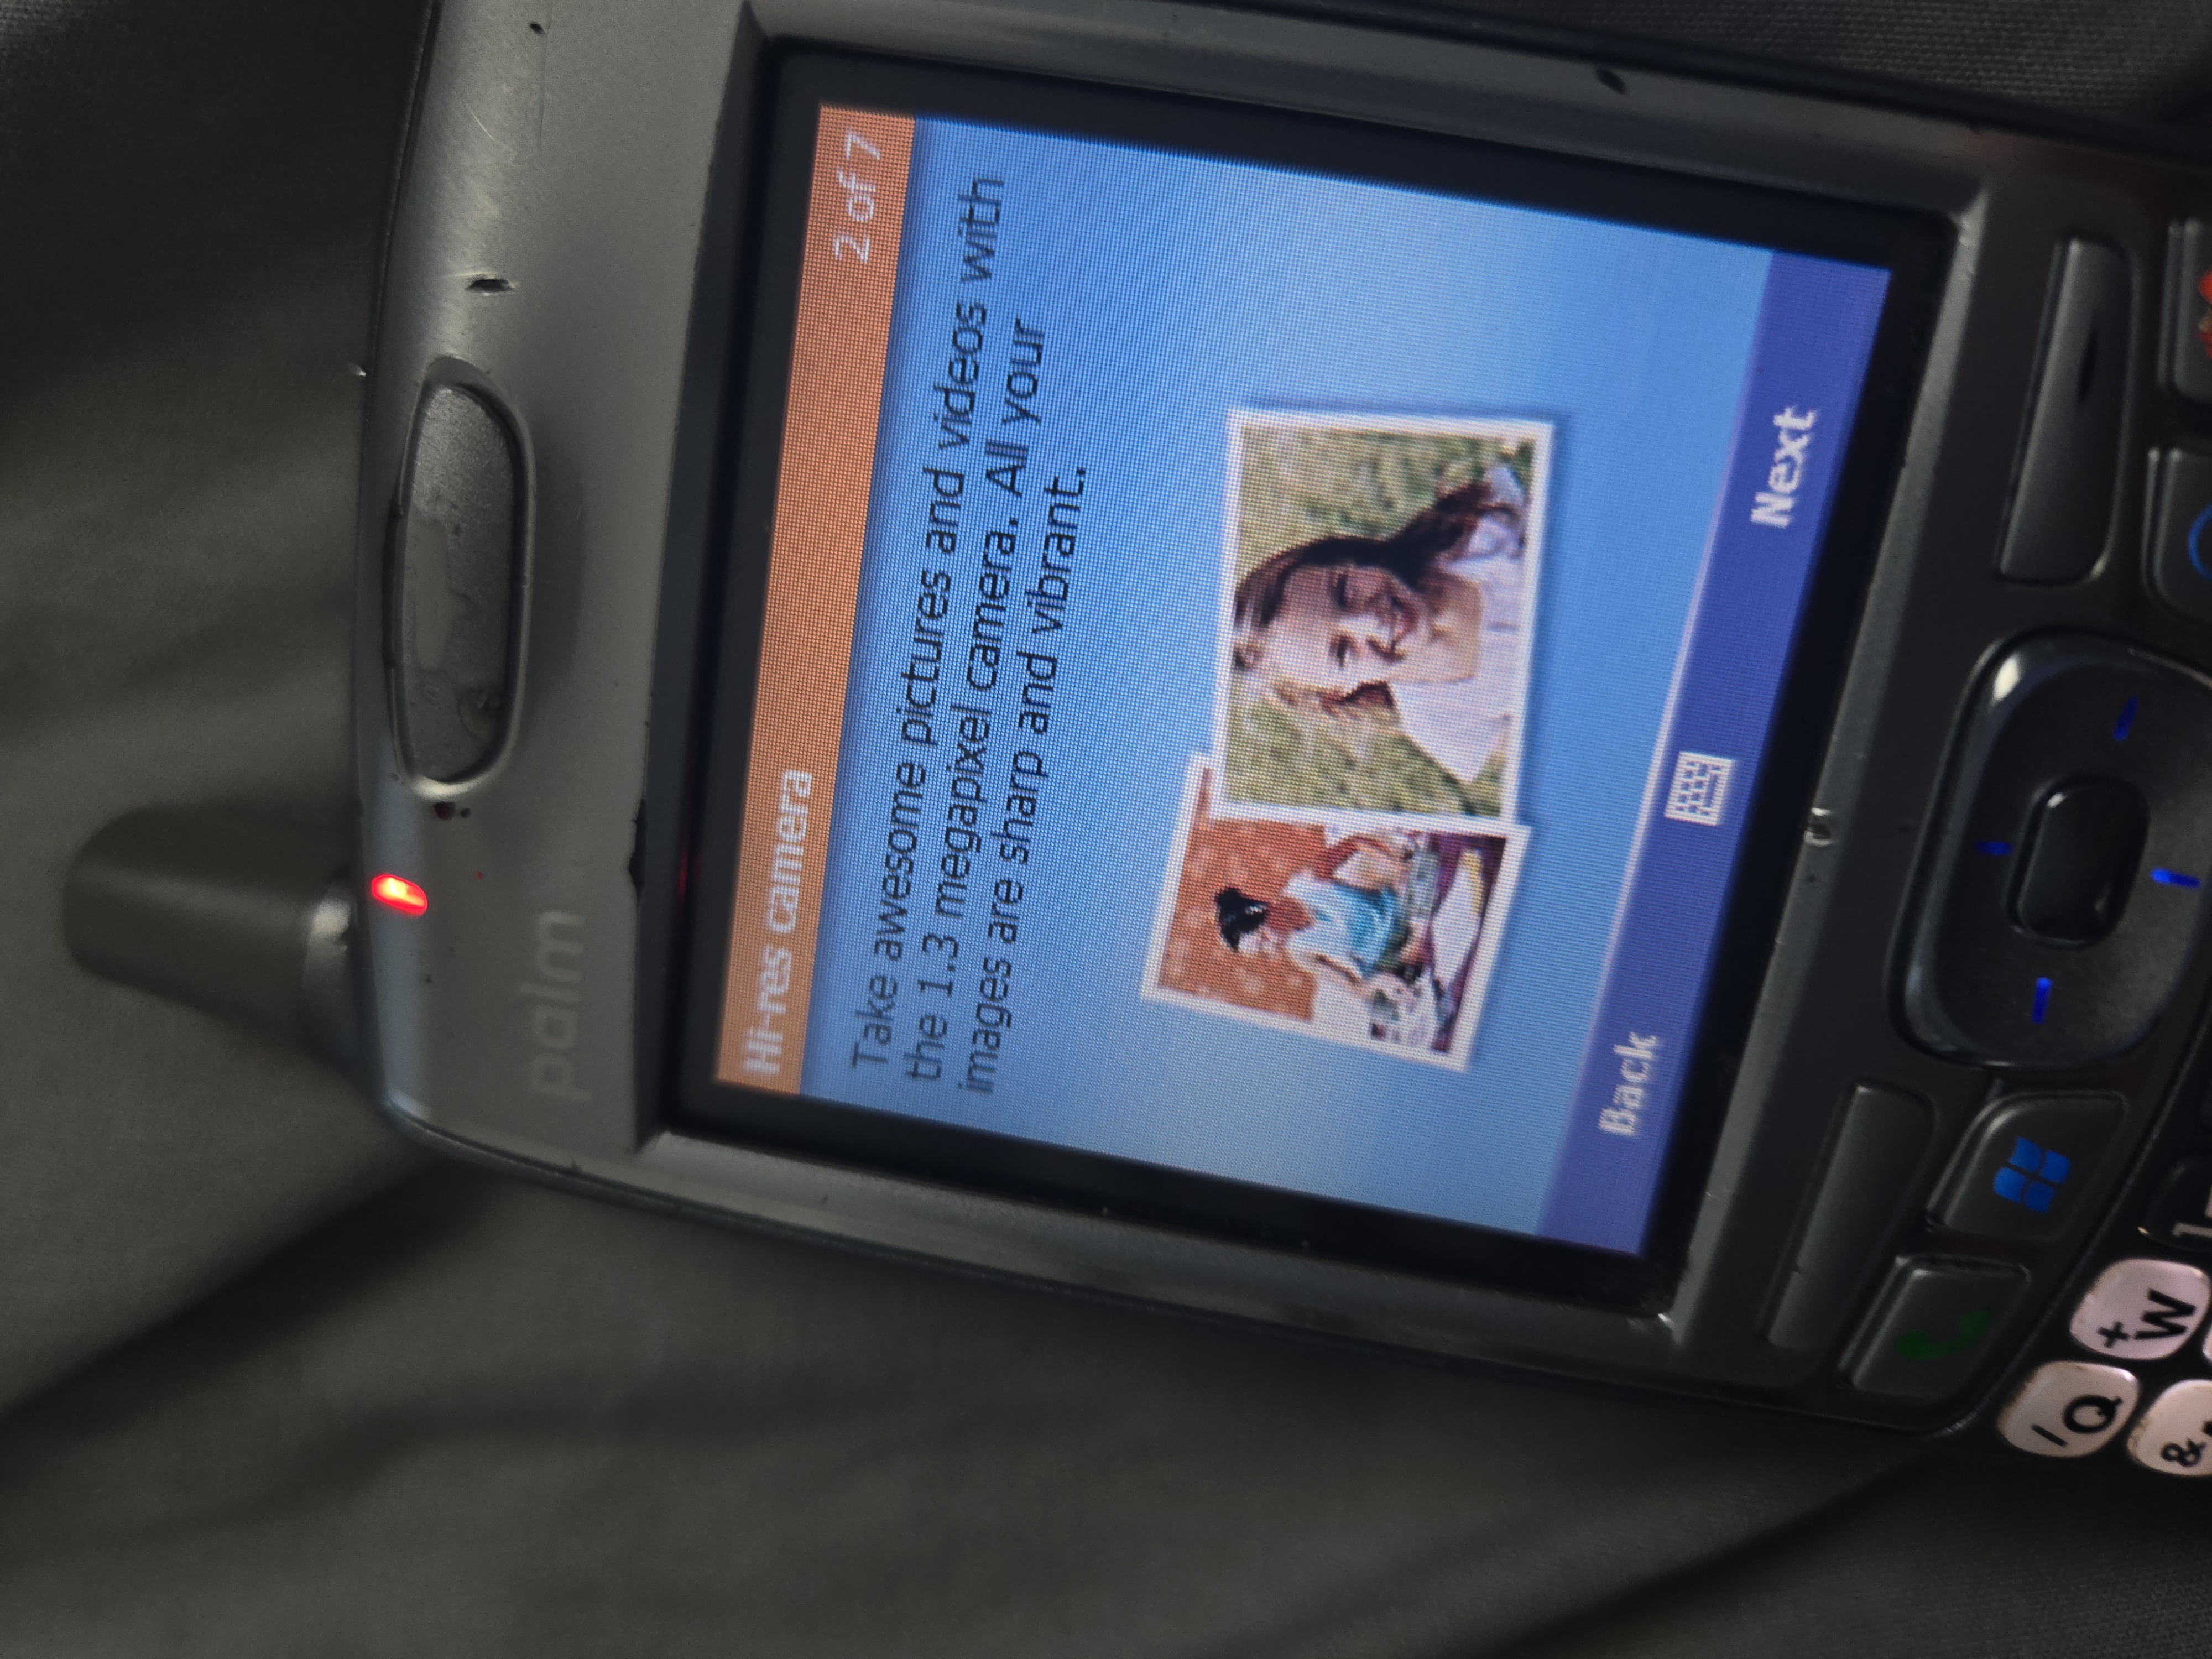 palm
Hi-res camera
2 of 7
Take awesome pictures and videos with
the 1.3 megapixel camera. All your
images are sharp and vibrant.
Back
Next
/
Q
+
W
&
1